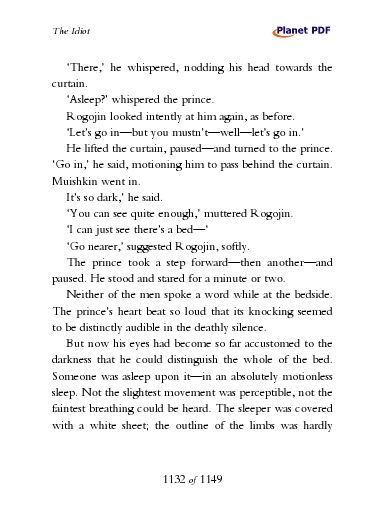 The Idiot
Planet PDF
'There,' he whispered, nodding his head towards the
curtain.
'Asleep?' whispered the prince.
Rogojin looked intently at him again, as before.
'Let's go in—but you mustn't—well—let's go in.'
He lifted the curtain, paused—and turned to the prince.
'Go in,' he said, motioning him to pass behind the curtain.
Muishkin went in.
It's so dark,' he said.
'You can see quite enough,' muttered Rogojin.
'I can just see there's a bed—'
'Go nearer,' suggested Rogojin, softly.
The prince took a step forward—then another—and
paused. He stood and stared for a minute or two.
Neither of the men spoke a word while at the bedside.
The prince's heart beat so loud that its knocking seemed
to be distinctly audible in the deathly silence.
But now his eyes had become so far accustomed to the
darkness that he could distinguish the whole of the bed.
Someone was asleep upon it—in an absolutely motionless
sleep. Not the slightest movement was perceptible, not the
faintest breathing could be heard. The sleeper was covered
with a white sheet; the outline of the limbs was hardly
1132 of 1149